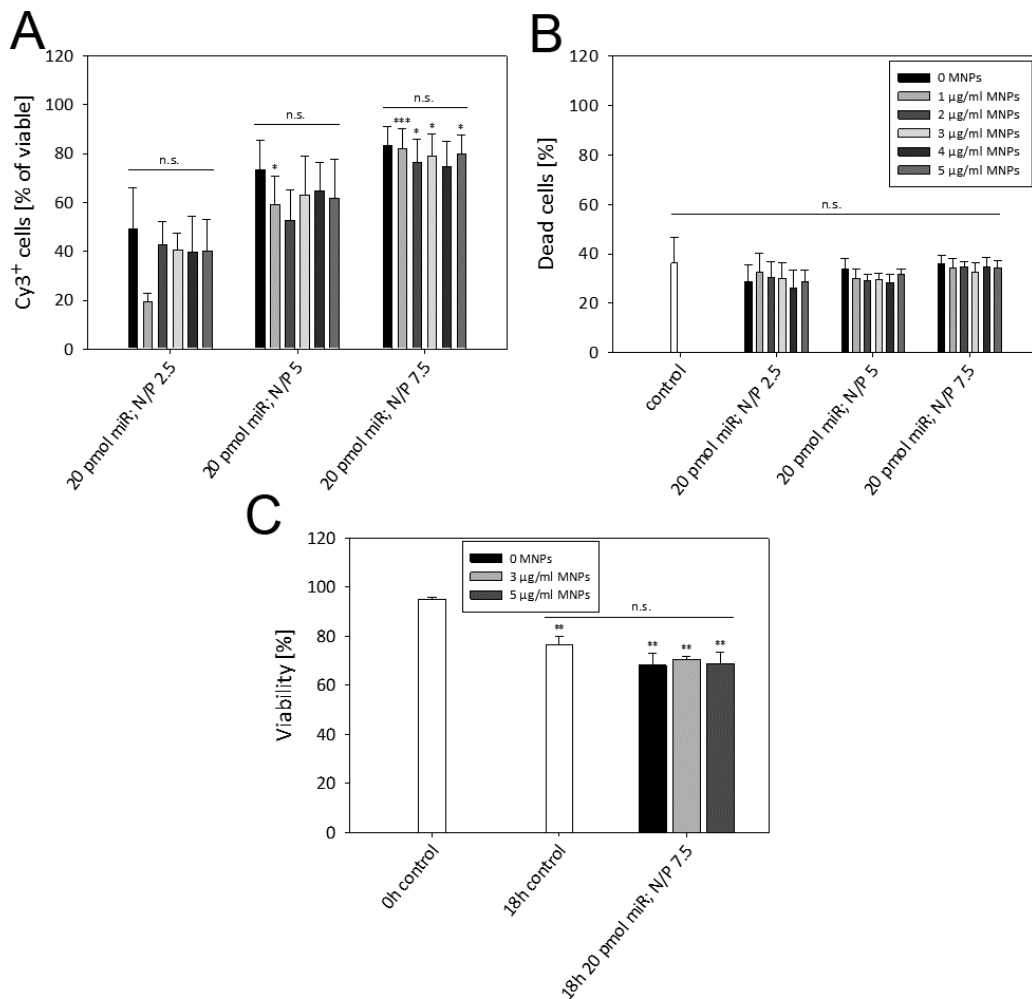 A
Cy3⁺ cells [% of viable]
120
100
80
60
40
20
0
n.s.
n.s.
*
n.s.
***
*
*
*
20 pmol miR; N/P 2.5
20 pmol miR; N/P 5
20 pmol miR; N/P 7.5
B
Dead cells [%]
120
100
80
60
40
20
0
0 MNPs
1 µg/ml MNPs
2 µg/ml MNPs
3 µg/ml MNPs
4 µg/ml MNPs
5 µg/ml MNPs
n.s.
control
20 pmol miR; N/P 2.5
20 pmol miR; N/P 5
20 pmol miR; N/P 7.5
C
Viability [%]
120
100
80
60
40
20
0
0 MNPs
3 µg/ml MNPs
5 µg/ml MNPs
n.s.
**
**
**
**
0h control
18h control
18h 20 pmol miR; N/P 7.5